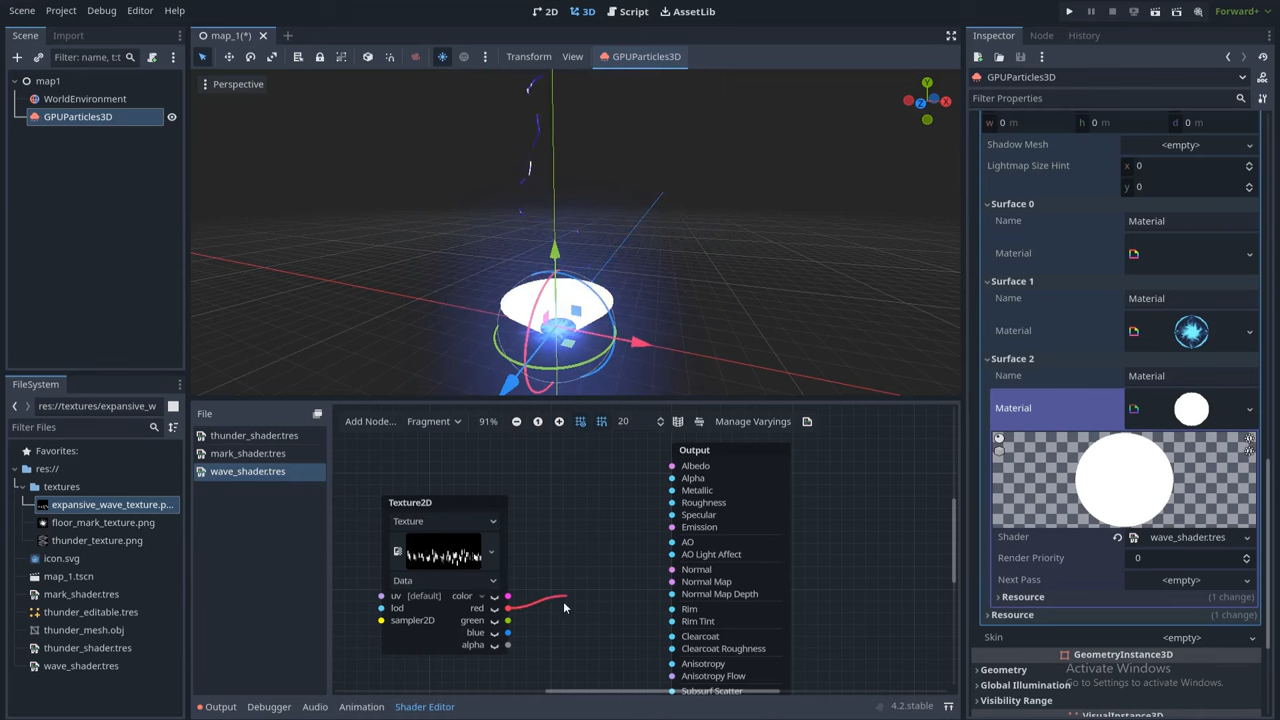 Scene Project Debug Editor Help
2D 3D Script AssetLib
Forward+
Scene Import
Filter: name, t:t
map1
WorldEnvironment
GPUParticles3D
map_1(*)
Transform View GPUParticles3D
Perspective
Y
X
Z
Inspector Node History
GPUParticles3D
Filter Properties
w 0 m h 0 m d 0 m
Shadow Mesh <empty>
Lightmap Size Hint x 0
y 0
Surface 0
Name Material
Material
Surface 1
Name Material
Material
Surface 2
Name Material
Material
Shader wave_shader.tres
Render Priority 0
Next Pass <empty>
Resource (1 change)
Resource (1 change)
Skin <empty>
GeometryInstance3D
Geometry
Global Illumination
Visibility Range
VisualInstance3D
Activate Windows
Go to Settings to activate Windows.
FileSystem
res://textures/expansive_w
Filter Files
Favorites:
res://
textures
expansive_wave_texture.p...
floor_mark_texture.png
thunder_texture.png
icon.svg
map_1.tscn
mark_shader.tres
thunder_editable.tres
thunder_mesh.obj
thunder_shader.tres
wave_shader.tres
File
thunder_shader.tres
mark_shader.tres
wave_shader.tres
Add Node... Fragment 91% 20 Manage Varyings
Texture2D
Texture
Data
uv [default] color
lod red
sampler2D green
blue
alpha
Output
Albedo
Alpha
Metallic
Roughness
Specular
Emission
AO
AO Light Affect
Normal
Normal Map
Normal Map Depth
Rim
Rim Tint
Clearcoat
Clearcoat Roughness
Anisotropy
Anisotropy Flow
Subsurf Scatter
Output Debugger Audio Animation Shader Editor 4.2.stable